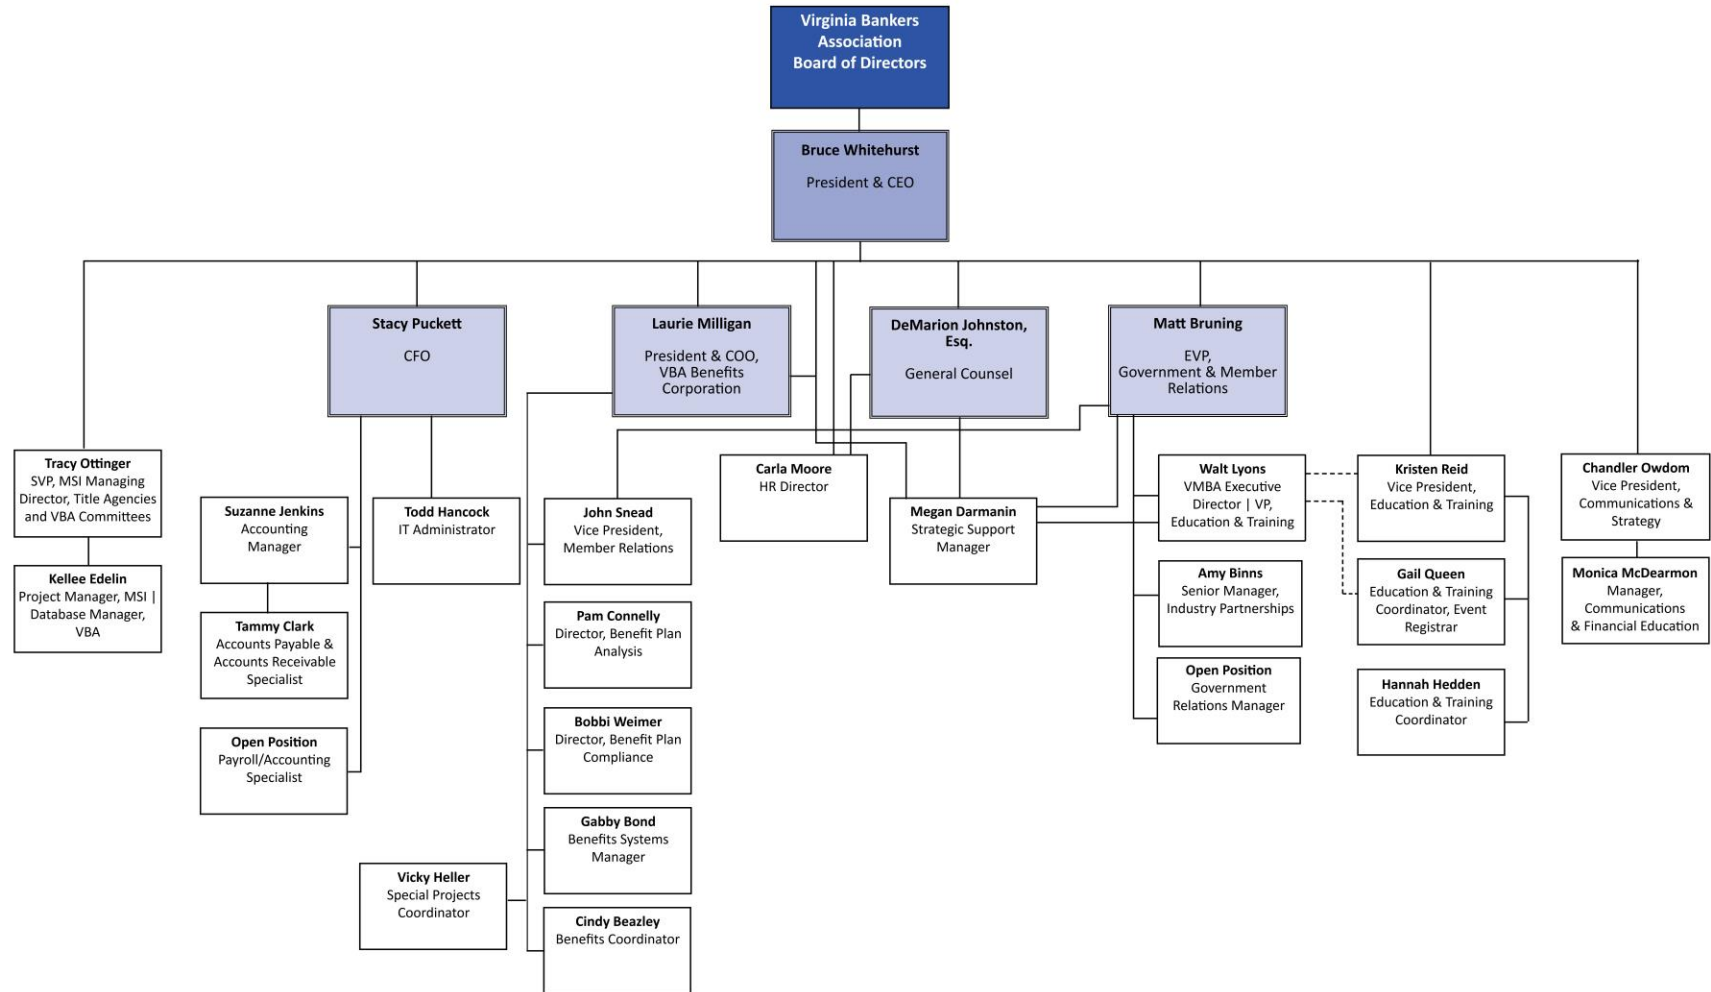 Virginia Bankers
Association
Board of Directors
Bruce Whitehurst
President & CEO
Stacy Puckett
CFO
Laurie Milligan
President & COO,
VBA Benefits
Corporation
DeMarion Johnston,
Esq.
General Counsel
Matt Bruning
EVP,
Government & Member
Relations
Tracy Ottinger
SVP, MSI Managing
Director, Title Agencies
and VBA Committees
Kellee Edelin
Project Manager, MSI |
Database Manager,
VBA
Suzanne Jenkins
Accounting
Manager
Tammy Clark
Accounts Payable &
Accounts Receivable
Specialist
Open Position
Payroll/Accounting
Specialist
Todd Hancock
IT Administrator
Vicky Heller
Special Projects
Coordinator
John Snead
Vice President,
Member Relations
Pam Connelly
Director, Benefit Plan
Analysis
Bobbi Weimer
Director, Benefit Plan
Compliance
Gabby Bond
Benefits Systems
Manager
Cindy Beazley
Benefits Coordinator
Carla Moore
HR Director
Megan Darmanin
Strategic Support
Manager
Walt Lyons
VMBA Executive
Director | VP,
Education & Training
Amy Binns
Senior Manager,
Industry Partnerships
Open Position
Government
Relations Manager
Kristen Reid
Vice President,
Education & Training
Gail Queen
Education & Training
Coordinator, Event
Registrar
Hannah Hedden
Education & Training
Coordinator
Chandler Owdom
Vice President,
Communications &
Strategy
Monica McDearmon
Manager,
Communications
& Financial Education